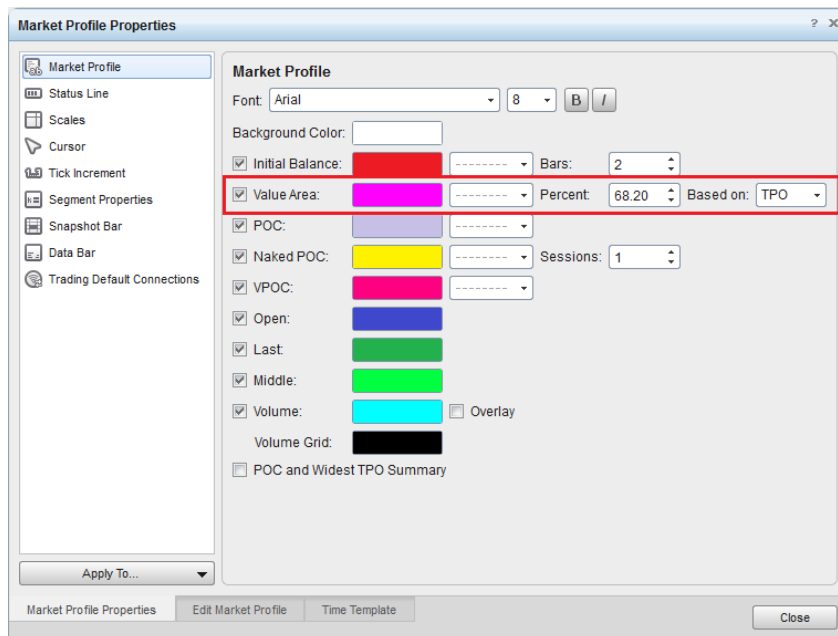 Market Profile Properties ? X
Market Profile
Status Line
Scales
Cursor
Tick Increment
Segment Properties
Snapshot Bar
Data Bar
Trading Default Connections
Apply To...
Market Profile
Font: Arial 8 B I
Background Color:
Initial Balance: Bars: 2
Value Area: Percent: 68.20 Based on: TPO
POC:
Naked POC: Sessions: 1
VPOC:
Open:
Last:
Middle:
Volume: Overlay
Volume Grid:
POC and Widest TPO Summary
Market Profile Properties Edit Market Profile Time Template Close